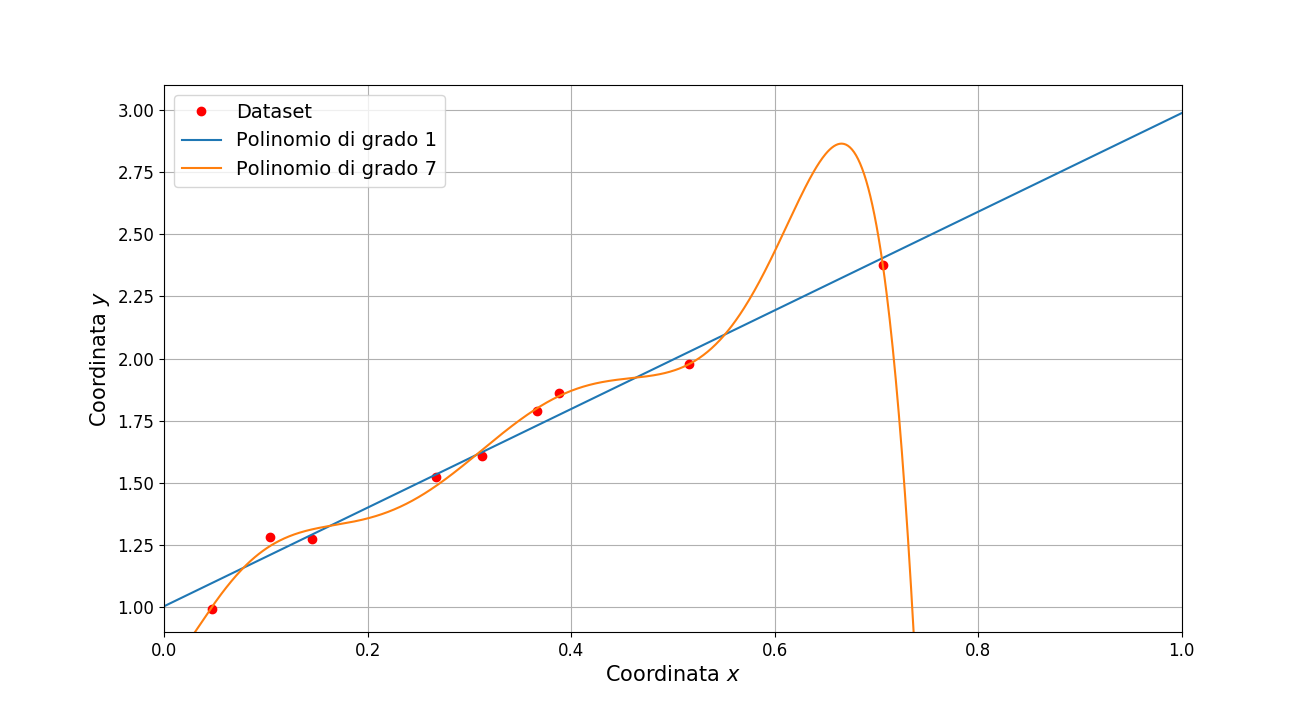 Dataset
Polinomio di grado 1
Polinomio di grado 7
3.00
2.75
2.50
2.25
2.00
1.75
1.50
1.25
1.00
Coordinata y
0.0 0.2 0.4 0.6 0.8 1.0
Coordinata x